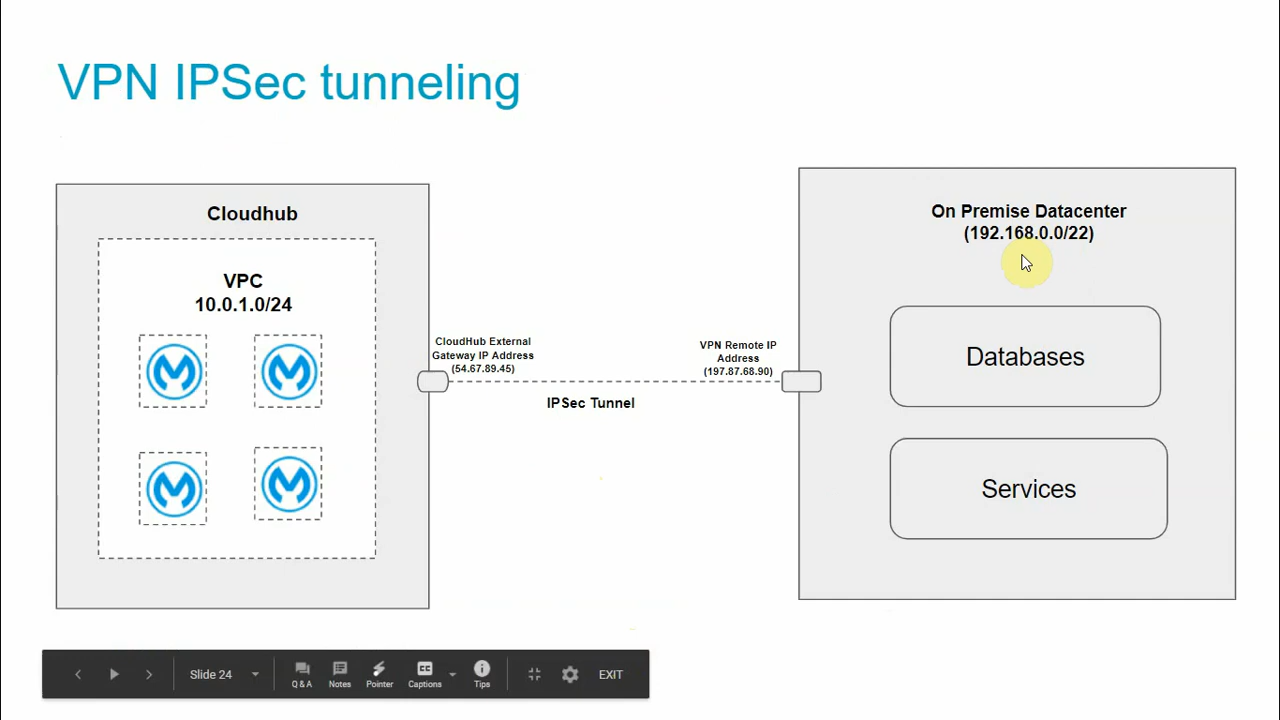 VPN IPSec tunneling
Cloudhub
VPC
10.0.1.0/24
CloudHub External
Gateway IP Address
(54.67.89.45)
IPSec Tunnel
VPN Remote IP
Address
(197.87.68.90)
On Premise Datacenter
(192.168.0.0/22)
Databases
Services
Slide 24
Q & A
Notes
Pointer
CC
Captions
Tips
EXIT